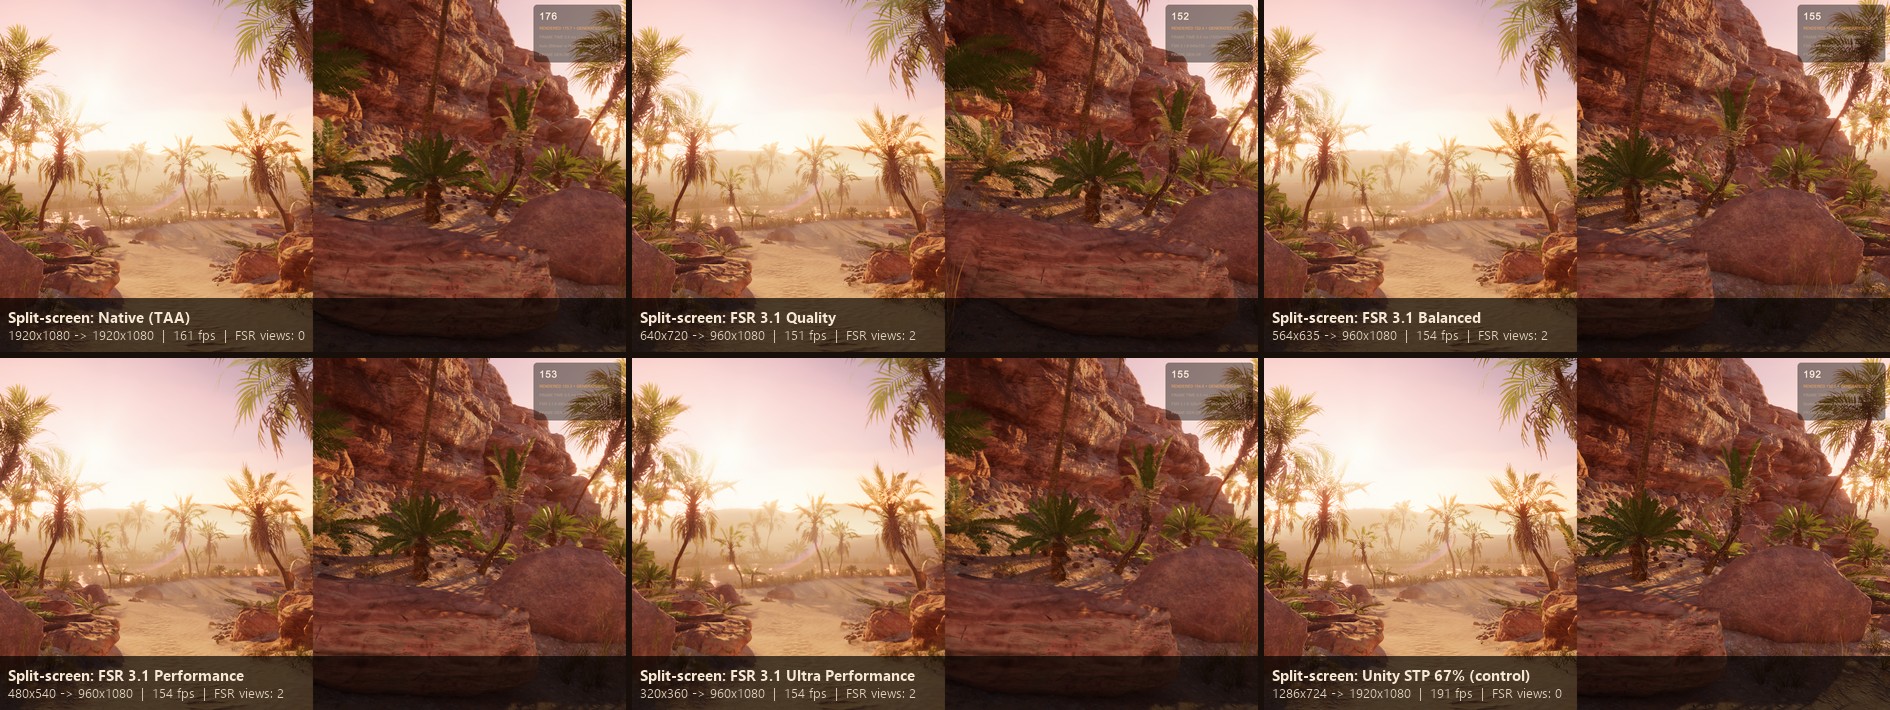 176
152
155
Split-screen: Native (TAA)
1920x1080 -> 1920x1080 | 161 fps | FSR views: 0
Split-screen: FSR 3.1 Quality
640x720 -> 960x1080 | 151 fps | FSR views: 2
Split-screen: FSR 3.1 Balanced
564x635 -> 960x1080 | 154 fps | FSR views: 2
153
155
192
Split-screen: FSR 3.1 Performance
480x540 -> 960x1080 | 154 fps | FSR views: 2
Split-screen: FSR 3.1 Ultra Performance
320x360 -> 960x1080 | 154 fps | FSR views: 2
Split-screen: Unity STP 67% (control)
1286x724 -> 1920x1080 | 191 fps | FSR views: 0